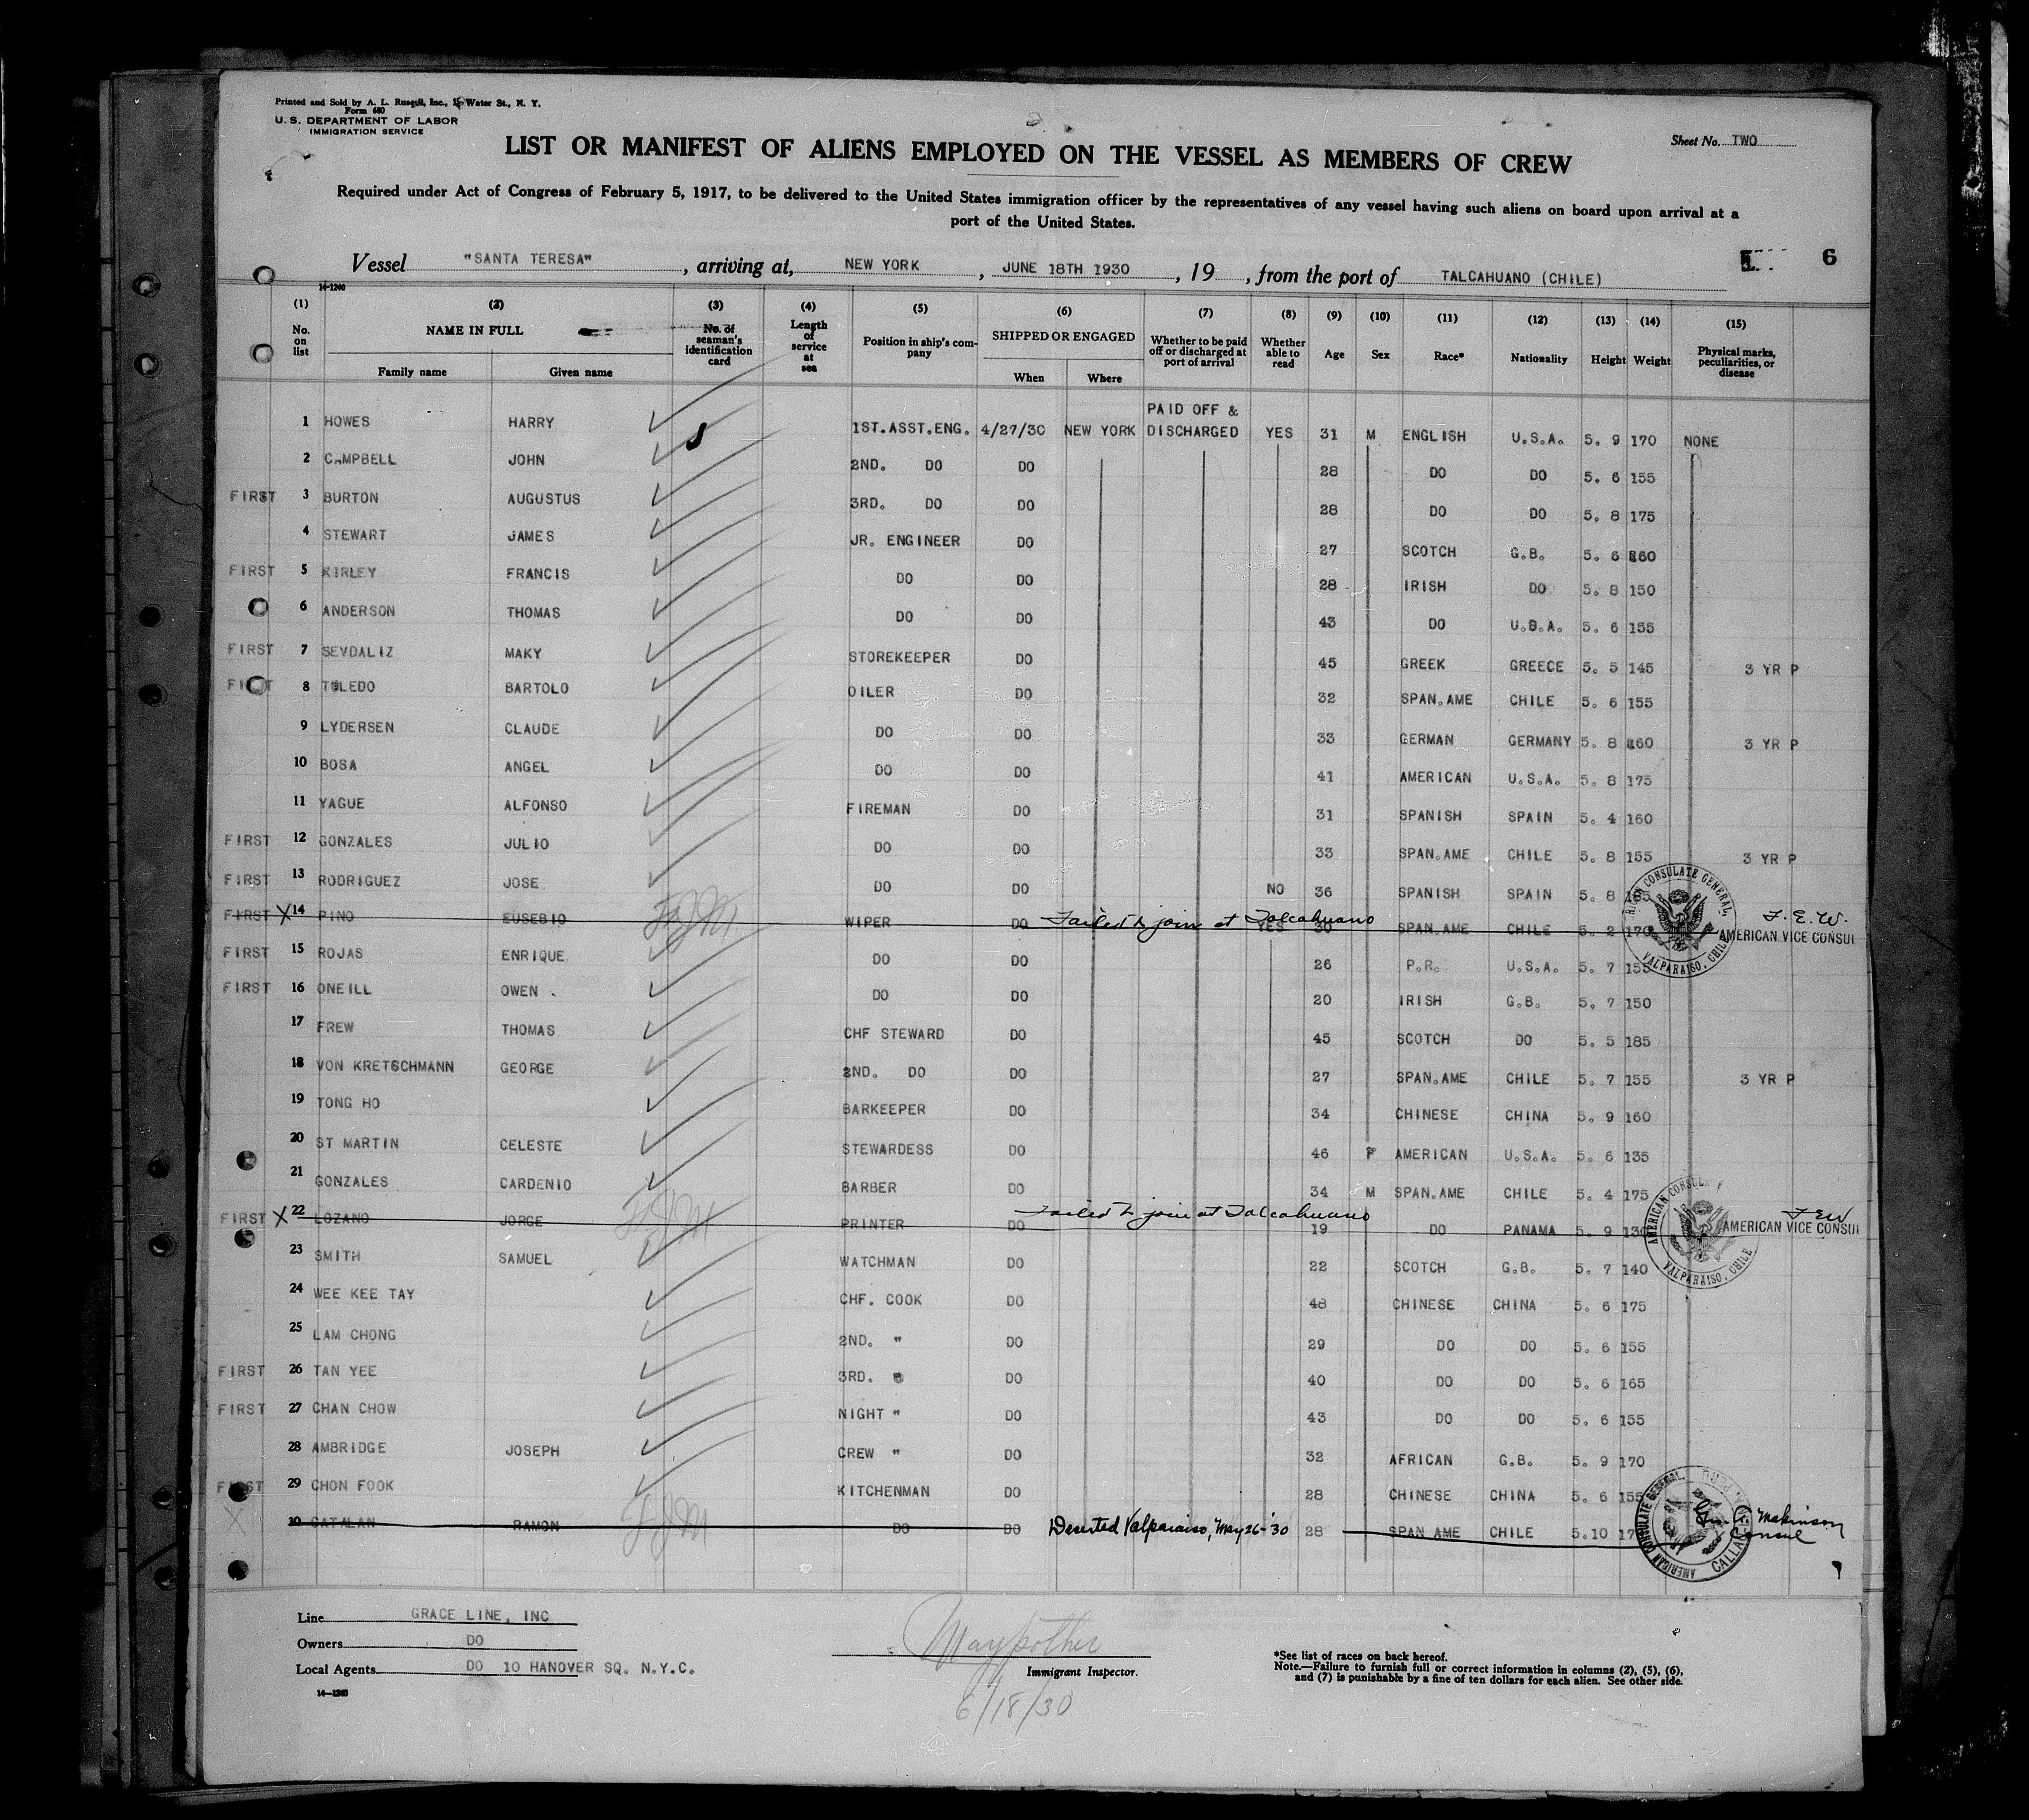 Printed and Sold by A. L. Russell, Inc., Water St., N. Y.
Form 680
U. S. DEPARTMENT OF LABOR
IMMIGRATION SERVICE
Sheet No. TWO
LIST OR MANIFEST OF ALIENS EMPLOYED ON THE VESSEL AS MEMBERS OF CREW
Required under Act of Congress of February 5, 1917, to be delivered to the United States immigration officer by the representatives of any vessel having such aliens on board upon arrival at a
port of the United States.
6
Vessel "SANTA TERESA", arriving at, NEW YORK, JUNE 18TH 1930, 19, from the port of TALCAHUANO (CHILE)
14-1240
(1) (2) (3) (4) (5) (6) (7) (8) (9) (10) (11) (12) (13) (14) (15)
No. on list NAME IN FULL No. of seaman's identification card Length of service at sea Position in ship's company SHIPPED OR ENGAGED Whether to be paid off or discharged at port of arrival Whether able to read Age Sex Race* Nationality Height Weight Physical marks, peculiarities, or disease
Family name Given name When Where
1 HOWES HARRY 1ST.ASST.ENG. 4/27/30 NEW YORK PAID OFF & DISCHARGED YES 31 M ENGLISH U.S.A. 5. 9 170 NONE
2 CAMPBELL JOHN 2ND. DO DO 28 DO DO 5. 6 155
FIRST 3 BURTON AUGUSTUS 3RD. DO DO 28 DO DO 5. 8 175
4 STEWART JAMES JR. ENGINEER DO 27 SCOTCH G.B. 5. 6 160
FIRST 5 KIRLEY FRANCIS DO DO 28 IRISH DO 5. 8 150
6 ANDERSON THOMAS DO DO 43 DO U.S.A. 5. 6 155
FIRST 7 SEVDALIZ MAKY STOREKEEPER DO 45 GREEK GREECE 5. 5 145 3 YR P
FIRST 8 TOLEDO BARTOLO OILER DO 32 SPAN.AME CHILE 5. 6 155
9 LYDERSEN CLAUDE DO DO 33 GERMAN GERMANY 5. 8 160 3 YR P
10 BOSA ANGEL DO DO 41 AMERICAN U.S.A. 5. 8 175
11 YAGUE ALFONSO FIREMAN DO 31 SPANISH SPAIN 5. 4 160
FIRST 12 GONZALES JULIO DO DO 33 SPAN.AME CHILE 5. 8 155 3 YR P
FIRST 13 RODRIGUEZ JOSE DO DO NO 36 SPANISH SPAIN 5. 8
FIRST X 14 PINO EUSEBIO FJM WIPER DO Failed to join at Talcahuano YES 30 SPAN.AME CHILE 5. 2 170 F. E. W. AMERICAN VICE CONSUL
AMERICAN CONSULATE GENERAL, VALPARAISO, CHILE
FIRST 15 ROJAS ENRIQUE DO DO 26 P.R. U.S.A. 5. 7 155
FIRST 16 ONEILL OWEN . DO DO 20 IRISH G.B. 5. 7 150
17 FREW THOMAS CHF STEWARD DO 45 SCOTCH DO 5. 5 185
18 VON KRETSCHMANN GEORGE 2ND. DO DO 27 SPAN.AME CHILE 5. 7 155 3 YR P
19 TONG HO BARKEEPER DO 34 CHINESE CHINA 5. 9 160
20 ST MARTIN CELESTE STEWARDESS DO 46 F AMERICAN U.S.A. 5. 6 135
21 GONZALES CARDENIO BARBER DO 34 M SPAN.AME CHILE 5. 4 175
FIRST X 22 LOZANO JORGE FJM PRINTER DO Failed to join at Talcahuano 19 DO PANAMA 5. 9 130 FEW AMERICAN VICE CONSUL
AMERICAN CONSULATE VALPARAISO, CHILE
23 SMITH SAMUEL WATCHMAN DO 22 SCOTCH G.B. 5. 7 140
24 WEE KEE TAY CHF. COOK DO 48 CHINESE CHINA 5. 6 175
25 LAM CHONG 2ND. " DO 29 DO DO 5. 6 155
FIRST 26 TAN YEE 3RD. " DO 40 DO DO 5. 6 165
FIRST 27 CHAN CHOW NIGHT " DO 43 DO DO 5. 6 155
28 AMBRIDGE JOSEPH CREW " DO 32 AFRICAN G.B. 5. 9 170
FIRST 29 CHON FOOK KITCHENMAN DO 28 CHINESE CHINA 5. 6 155
X 30 CATALAN RAMON FJM DO DO Deserted Valparaiso, May 26-'30 28 SPAN AME CHILE 5.10 Makinson Consul
AMERICAN CONSULATE GENERAL, CALLAO, PERU
Line GRACE LINE, INC
Owners DO
Local Agents DO 10 HANOVER SQ. N.Y.C.
14-1240
Maypother
Immigrant Inspector.
6/18/30
*See list of races on back hereof.
Note.—Failure to furnish full or correct information in columns (2), (5), (6),
and (7) is punishable by a fine of ten dollars for each alien. See other side.